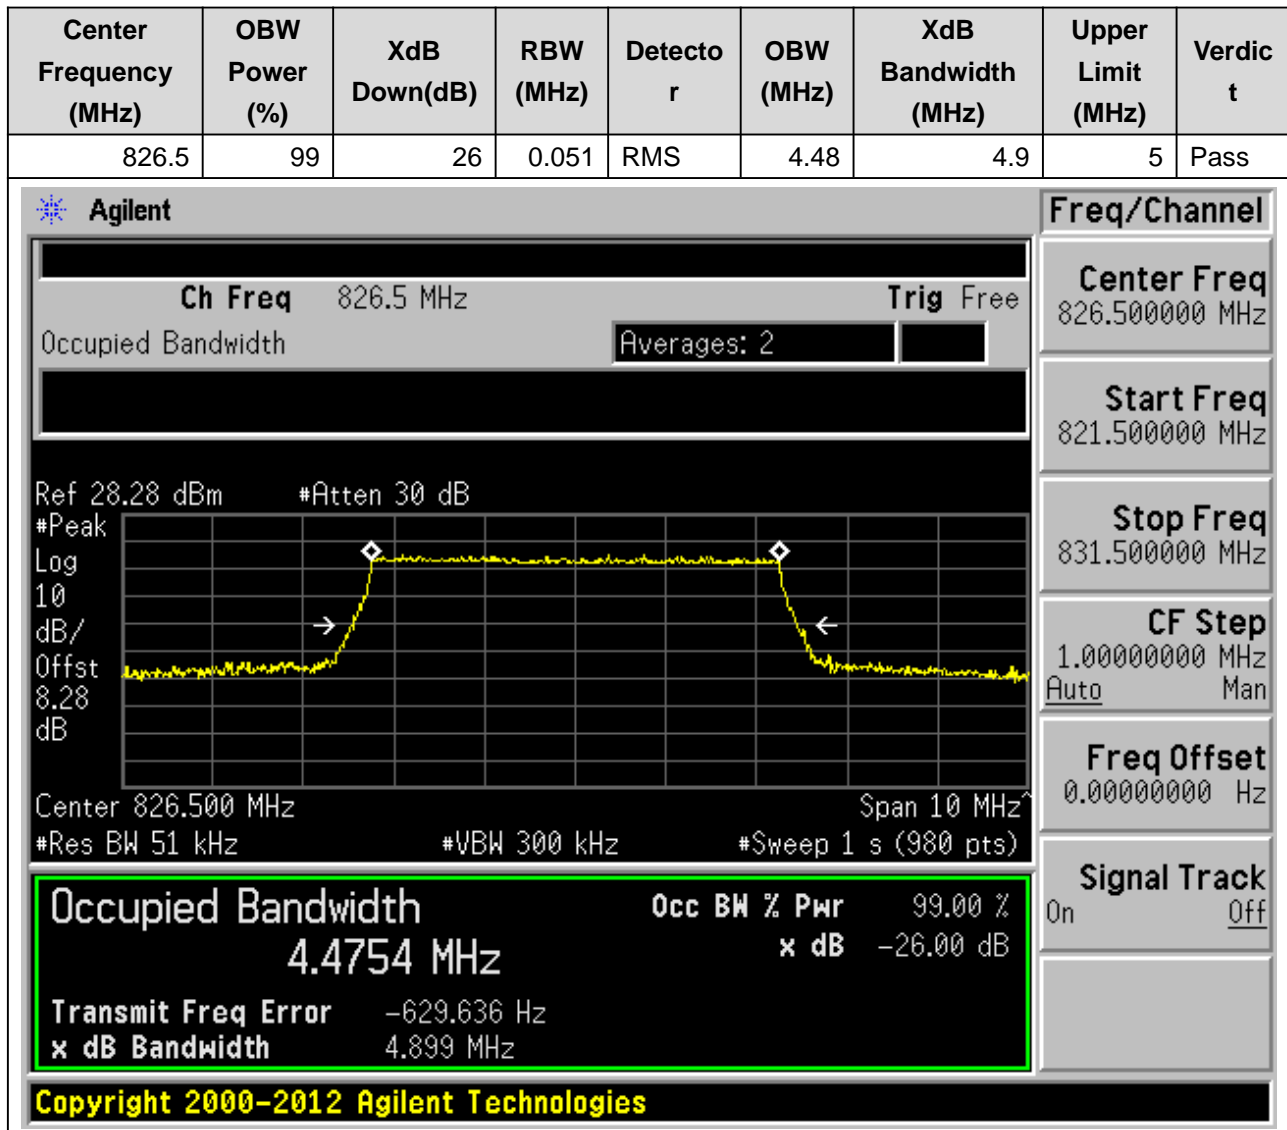 Center Frequency (MHz) OBW Power (%) XdB Down(dB) RBW (MHz) Detecto r OBW (MHz) XdB Bandwidth (MHz) Upper Limit (MHz) Verdic t
826.5 99 26 0.051 RMS 4.48 4.9 5 Pass
Agilent
Freq/Channel
Ch Freq 826.5 MHz Trig Free
Occupied Bandwidth Averages: 2
Ref 28.28 dBm #Atten 30 dB
#Peak
Log
10
dB/
Offst
8.28
dB
Center 826.500 MHz Span 10 MHz^
#Res BW 51 kHz #VBW 300 kHz #Sweep 1 s (980 pts)
Occupied Bandwidth Occ BW % Pwr 99.00 %
4.4754 MHz x dB -26.00 dB
Transmit Freq Error -629.636 Hz
x dB Bandwidth 4.899 MHz
Center Freq
826.500000 MHz
Start Freq
821.500000 MHz
Stop Freq
831.500000 MHz
CF Step
1.00000000 MHz
Auto Man
Freq Offset
0.00000000 Hz
Signal Track
On Off
Copyright 2000-2012 Agilent Technologies